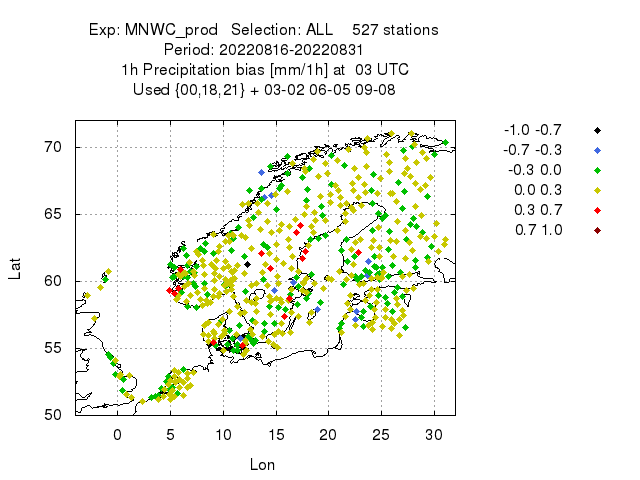 Exp: MNWC_prod   Selection: ALL    527 stations
Period: 20220816-20220831
1h Precipitation bias [mm/1h] at  03 UTC
Used {00,18,21} + 03-02 06-05 09-08
-1.0 -0.7
-0.7 -0.3
-0.3 0.0
0.0 0.3
0.3 0.7
0.7 1.0
70
65
60
55
50
Lat
0 5 10 15 20 25 30
Lon